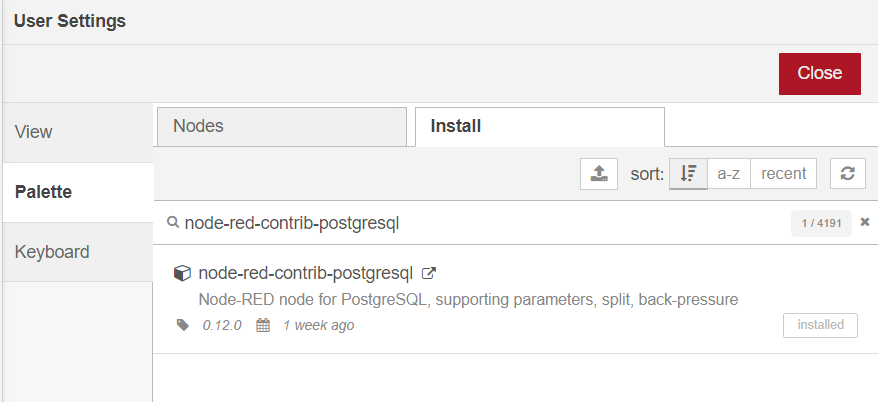 User Settings
Close
View
Palette
Keyboard
Nodes
Install
sort: a-z recent
node-red-contrib-postgresql 1 / 4191
node-red-contrib-postgresql
Node-RED node for PostgreSQL, supporting parameters, split, back-pressure
0.12.0 1 week ago installed